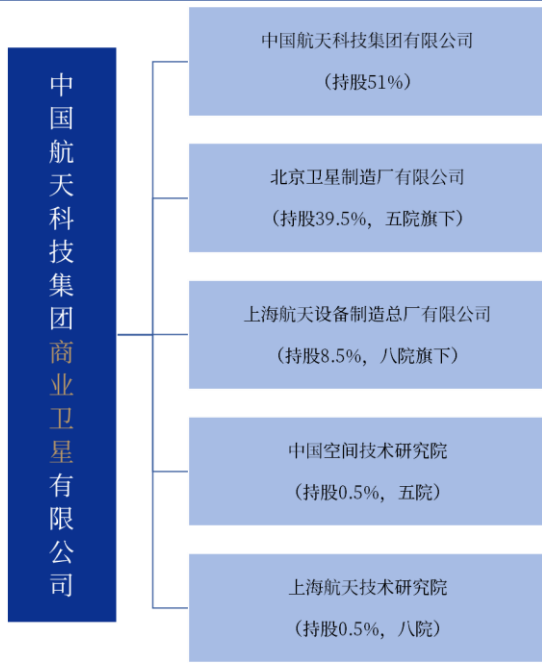 中国航天科技集团商业卫星有限公司
中国航天科技集团有限公司
（持股51%）
北京卫星制造厂有限公司
（持股39.5%，五院旗下）
上海航天设备制造总厂有限公司
（持股8.5%，八院旗下）
中国空间技术研究院
（持股0.5%，五院）
上海航天技术研究院
（持股0.5%，八院）